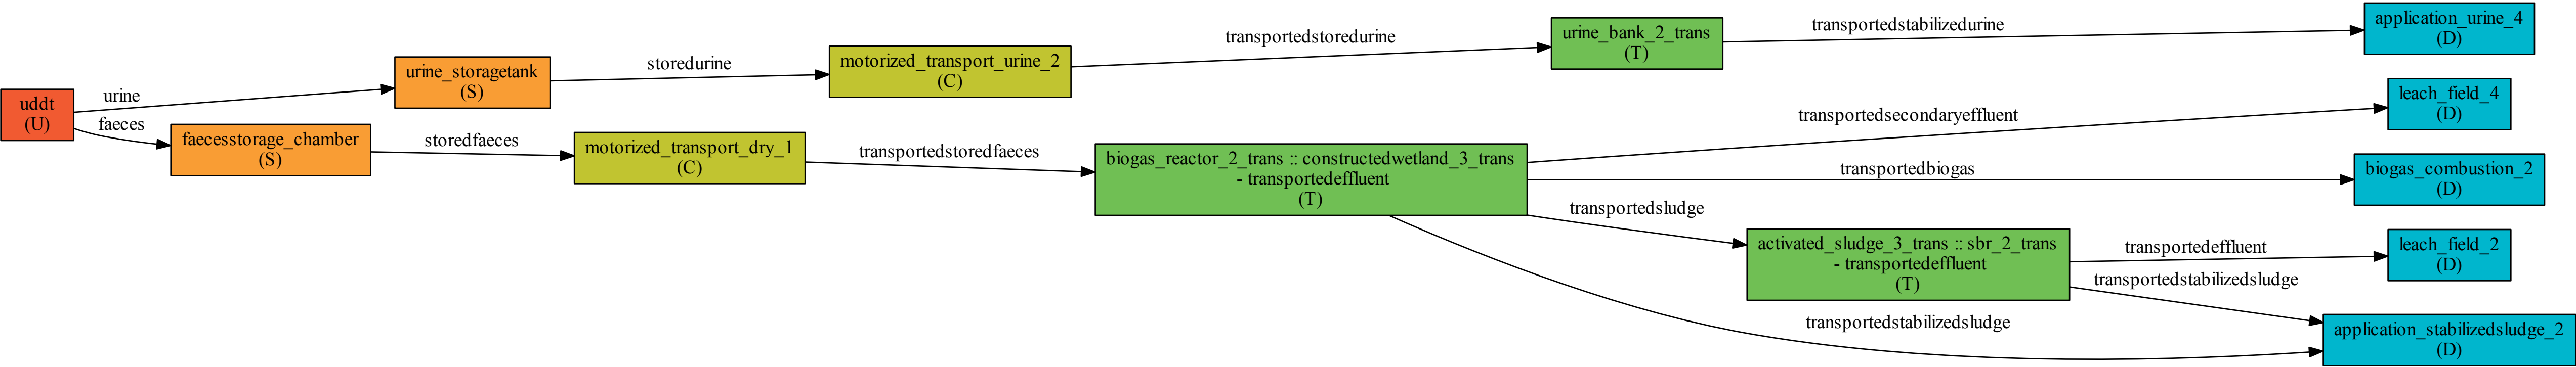 uddt
(U)
urine
faeces
urine_storagetank
(S)
faecesstorage_chamber
(S)
storedurine
storedfaeces
motorized_transport_urine_2
(C)
motorized_transport_dry_1
(C)
transportedstoredurine
transportedstoredfaeces
urine_bank_2_trans
(T)
biogas_reactor_2_trans :: constructedwetland_3_trans
- transportedeffluent
(T)
transportedstabilizedurine
transportedsecondaryeffluent
transportedbiogas
transportedsludge
transportedstabilizedsludge
activated_sludge_3_trans :: sbr_2_trans
- transportedeffluent
(T)
transportedeffluent
transportedstabilizedsludge
application_urine_4
(D)
leach_field_4
(D)
biogas_combustion_2
(D)
leach_field_2
(D)
application_stabilizedsludge_2
(D)